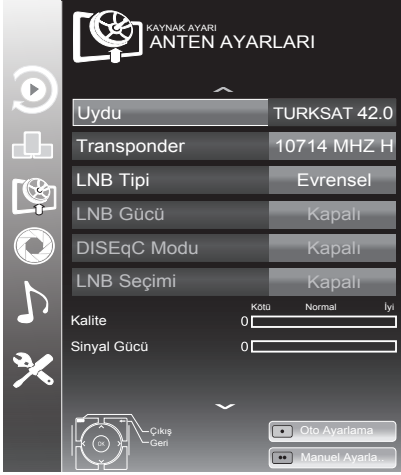 KAYNAK AYARI
ANTEN AYARLARI
Uydu TURKSAT 42.0
Transponder 10714 MHZ H
LNB Tipi Evrensel
LNB Gücü Kapalı
DISEqC Modu Kapalı
LNB Seçimi Kapalı
Kötü Normal İyi
Kalite 0
Sinyal Gücü 0
Çıkış
Geri
OK
Oto Ayarlama
Manuel Ayarla..